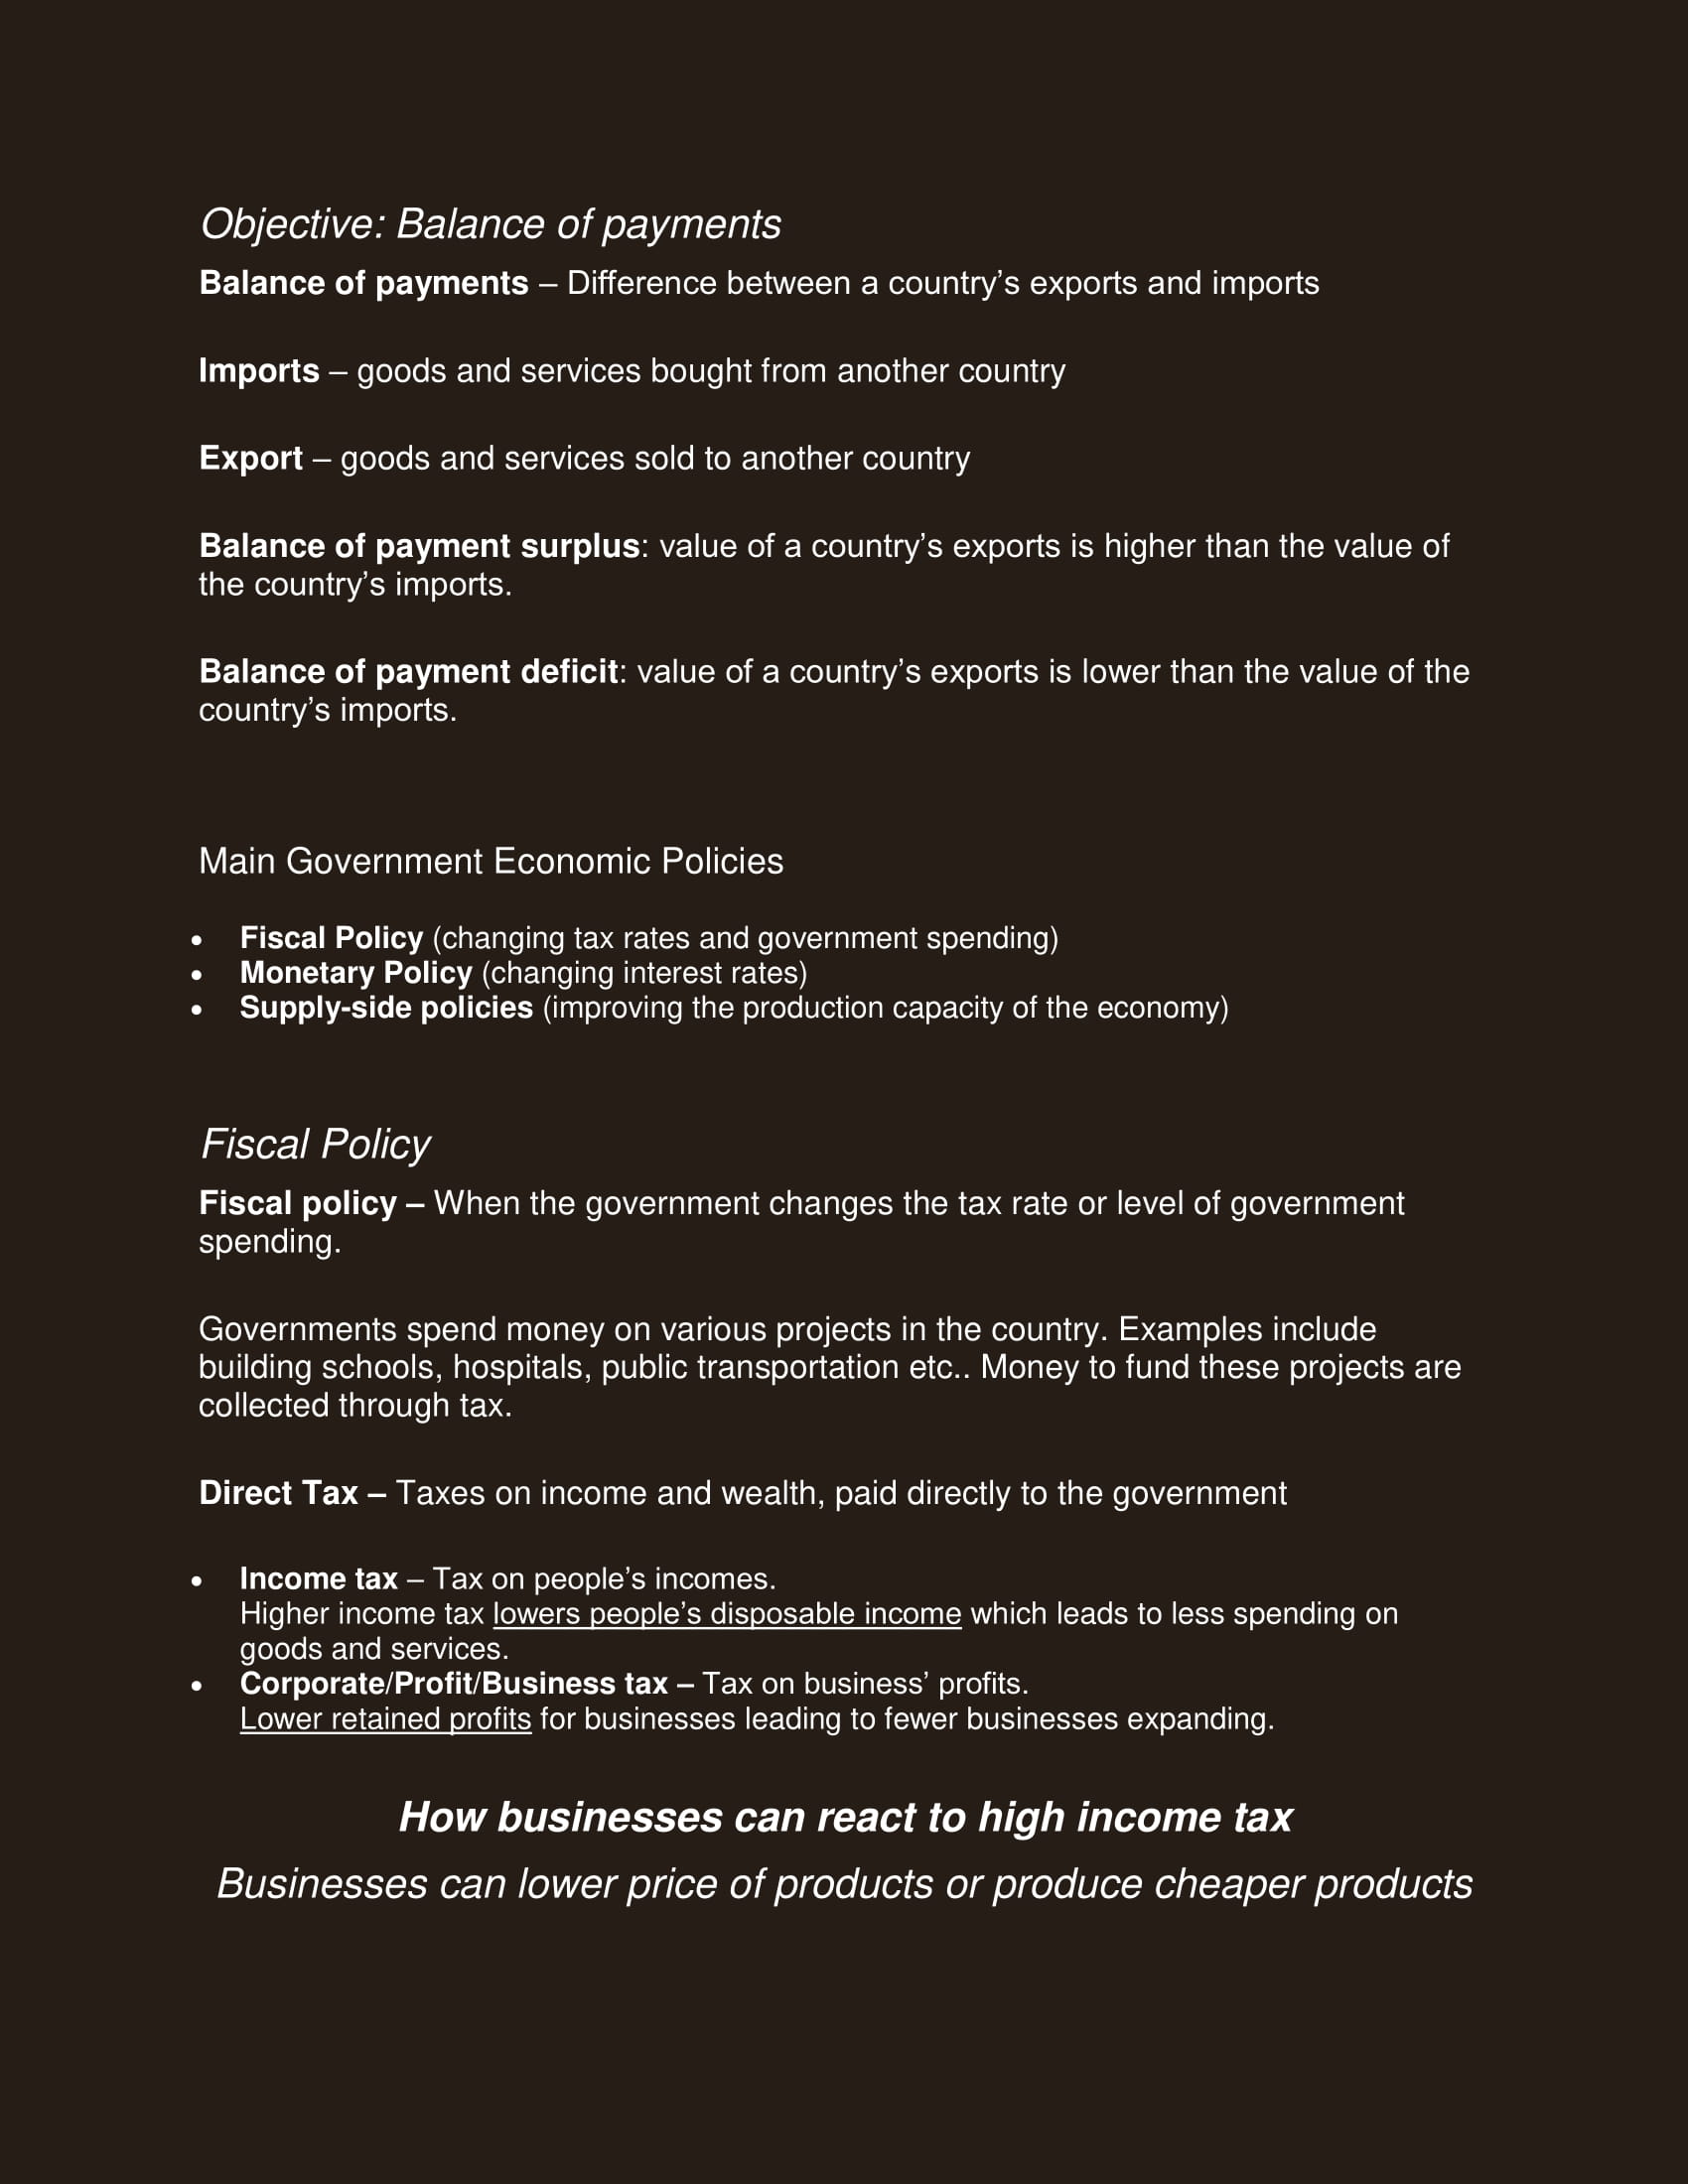 Objective: Balance of payments
Balance of payments – Difference between a country’s exports and imports
Imports – goods and services bought from another country
Export – goods and services sold to another country
Balance of payment surplus: value of a country’s exports is higher than the value of
the country’s imports.
Balance of payment deficit: value of a country’s exports is lower than the value of the
country’s imports.
Main Government Economic Policies
• Fiscal Policy (changing tax rates and government spending)
• Monetary Policy (changing interest rates)
• Supply-side policies (improving the production capacity of the economy)
Fiscal Policy
Fiscal policy – When the government changes the tax rate or level of government
spending.
Governments spend money on various projects in the country. Examples include
building schools, hospitals, public transportation etc.. Money to fund these projects are
collected through tax.
Direct Tax – Taxes on income and wealth, paid directly to the government
• Income tax – Tax on people’s incomes.
Higher income tax lowers people’s disposable income which leads to less spending on
goods and services.
• Corporate/Profit/Business tax – Tax on business’ profits.
Lower retained profits for businesses leading to fewer businesses expanding.
How businesses can react to high income tax
Businesses can lower price of products or produce cheaper products